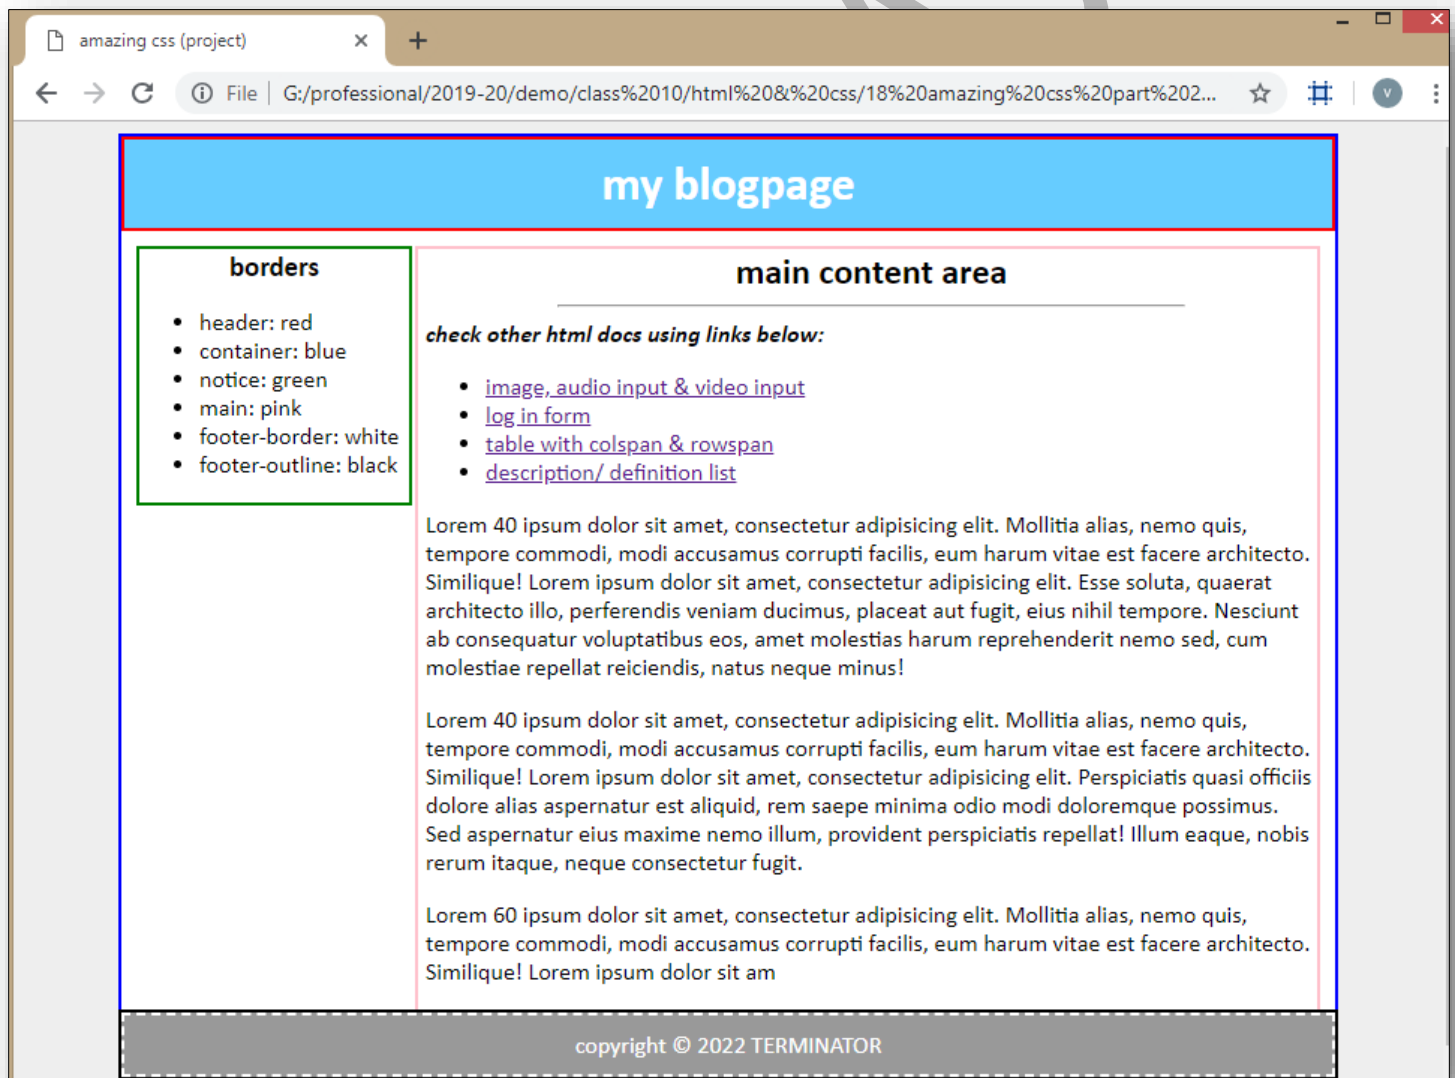 amazing css (project)
File
G:/professional/2019-20/demo/class%2010/html%20&%20css/18%20amazing%20css%20part%202...
V
my blogpage
borders
header: red
container: blue
notice: green
main: pink
footer-border: white
footer-outline: black
main content area
check other html docs using links below:
image, audio input & video input
log in form
table with colspan & rowspan
description/ definition list
Lorem 40 ipsum dolor sit amet, consectetur adipisicing elit. Mollitia alias, nemo quis,
tempore commodi, modi accusamus corrupti facilis, eum harum vitae est facere architecto.
Similique! Lorem ipsum dolor sit amet, consectetur adipisicing elit. Esse soluta, quaerat
architecto illo, perferendis veniam ducimus, placeat aut fugit, eius nihil tempore. Nesciunt
ab consequatur voluptatibus eos, amet molestias harum reprehenderit nemo sed, cum
molestiae repellat reiciendis, natus neque minus!
Lorem 40 ipsum dolor sit amet, consectetur adipisicing elit. Mollitia alias, nemo quis,
tempore commodi, modi accusamus corrupti facilis, eum harum vitae est facere architecto.
Similique! Lorem ipsum dolor sit amet, consectetur adipisicing elit. Perspiciatis quasi officiis
dolore alias aspernatur est aliquid, rem saepe minima odio modi doloremque possimus.
Sed aspernatur eius maxime nemo illum, provident perspiciatis repellat! Illum eaque, nobis
rerum itaque, neque consectetur fugit.
Lorem 60 ipsum dolor sit amet, consectetur adipisicing elit. Mollitia alias, nemo quis,
tempore commodi, modi accusamus corrupti facilis, eum harum vitae est facere architecto.
Similique! Lorem ipsum dolor sit am
copyright © 2022 TERMINATOR